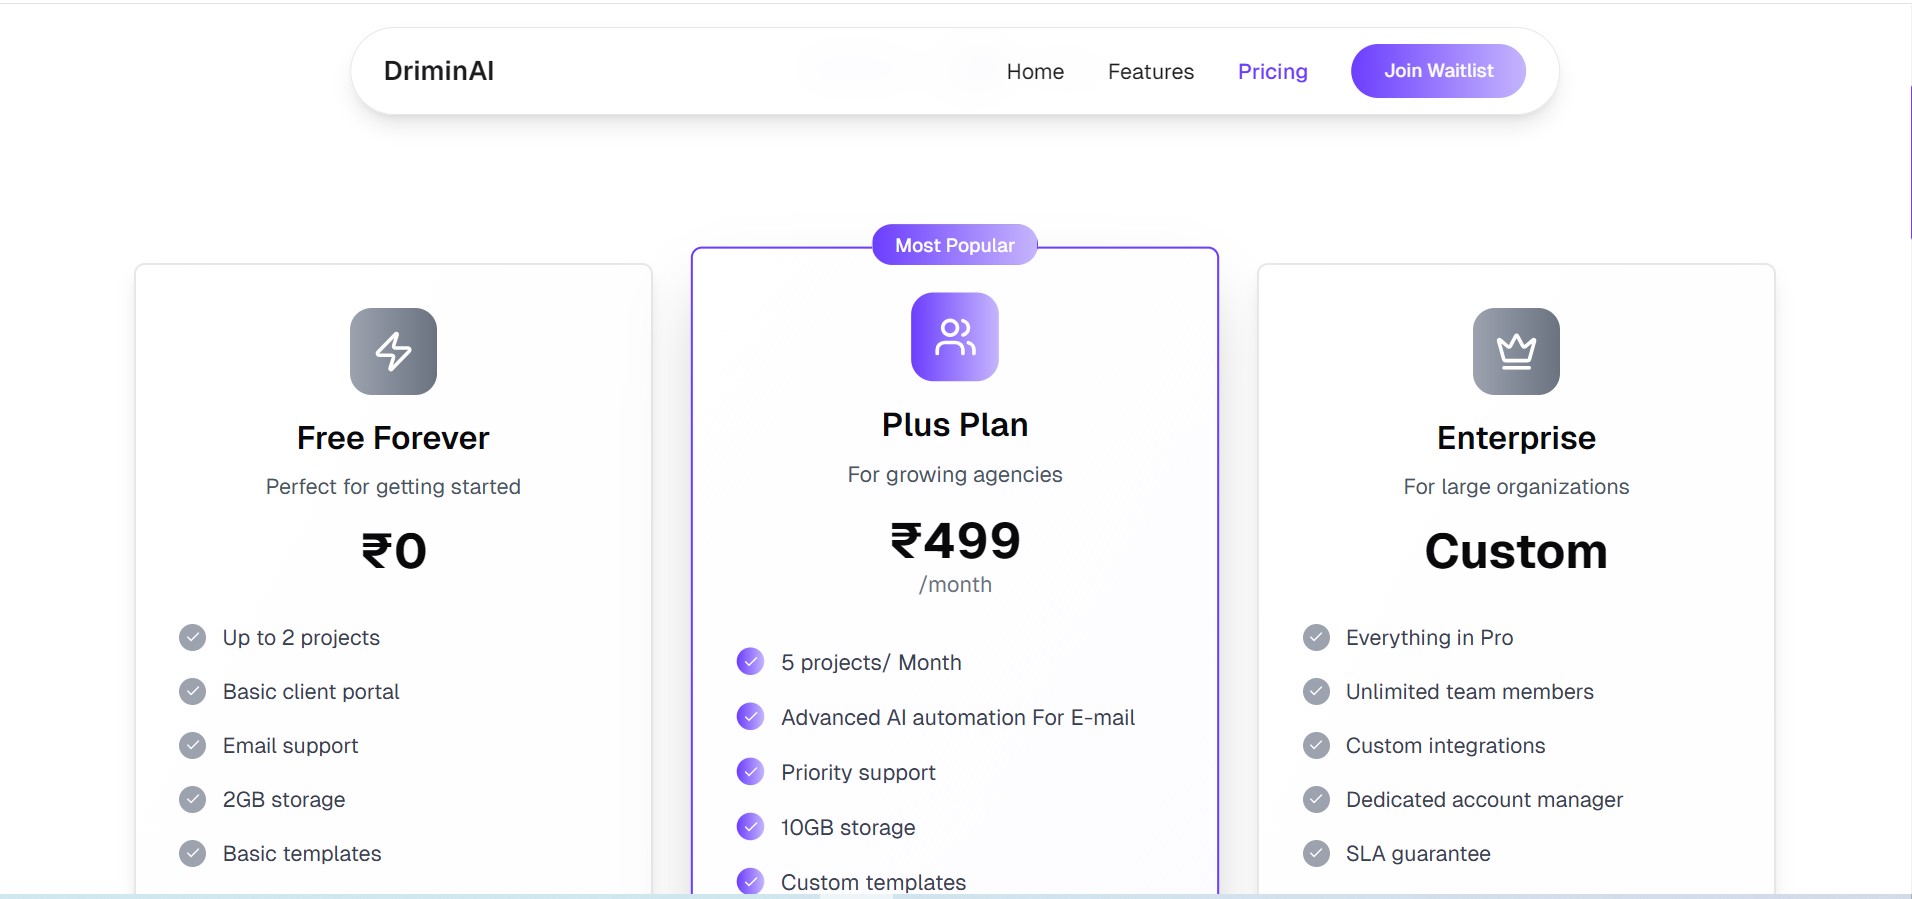 DriminAI
Home
Features
Pricing
Join Waitlist
Free Forever
Perfect for getting started
₹0
Up to 2 projects
Basic client portal
Email support
2GB storage
Basic templates
Most Popular
Plus Plan
For growing agencies
₹499
/month
5 projects/ Month
Advanced AI automation For E-mail
Priority support
10GB storage
Custom templates
Enterprise
For large organizations
Custom
Everything in Pro
Unlimited team members
Custom integrations
Dedicated account manager
SLA guarantee